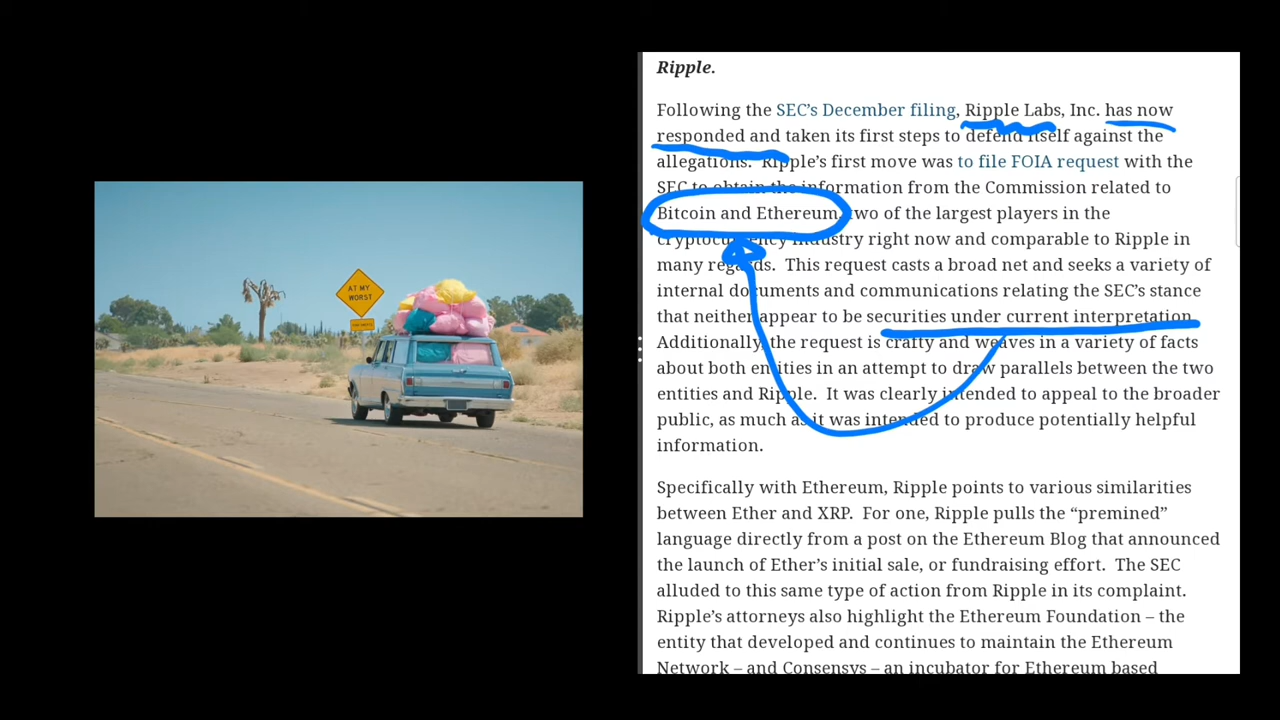 AT MY
WORST
Ripple.
Following the SEC’s December filing, Ripple Labs, Inc. has now
responded and taken its first steps to defend itself against the
allegations. Ripple’s first move was to file FOIA request with the
SEC to obtain the information from the Commission related to
Bitcoin and Ethereum, two of the largest players in the
cryptocurrency industry right now and comparable to Ripple in
many regards. This request casts a broad net and seeks a variety of
internal documents and communications relating the SEC’s stance
that neither appear to be securities under current interpretation.
Additionally, the request is crafty and weaves in a variety of facts
about both entities in an attempt to draw parallels between the two
entities and Ripple. It was clearly intended to appeal to the broader
public, as much as it was intended to produce potentially helpful
information.
Specifically with Ethereum, Ripple points to various similarities
between Ether and XRP. For one, Ripple pulls the “premined”
language directly from a post on the Ethereum Blog that announced
the launch of Ether’s initial sale, or fundraising effort. The SEC
alluded to this same type of action from Ripple in its complaint.
Ripple’s attorneys also highlight the Ethereum Foundation – the
entity that developed and continues to maintain the Ethereum
Network – and Consensys – an incubator for Ethereum based